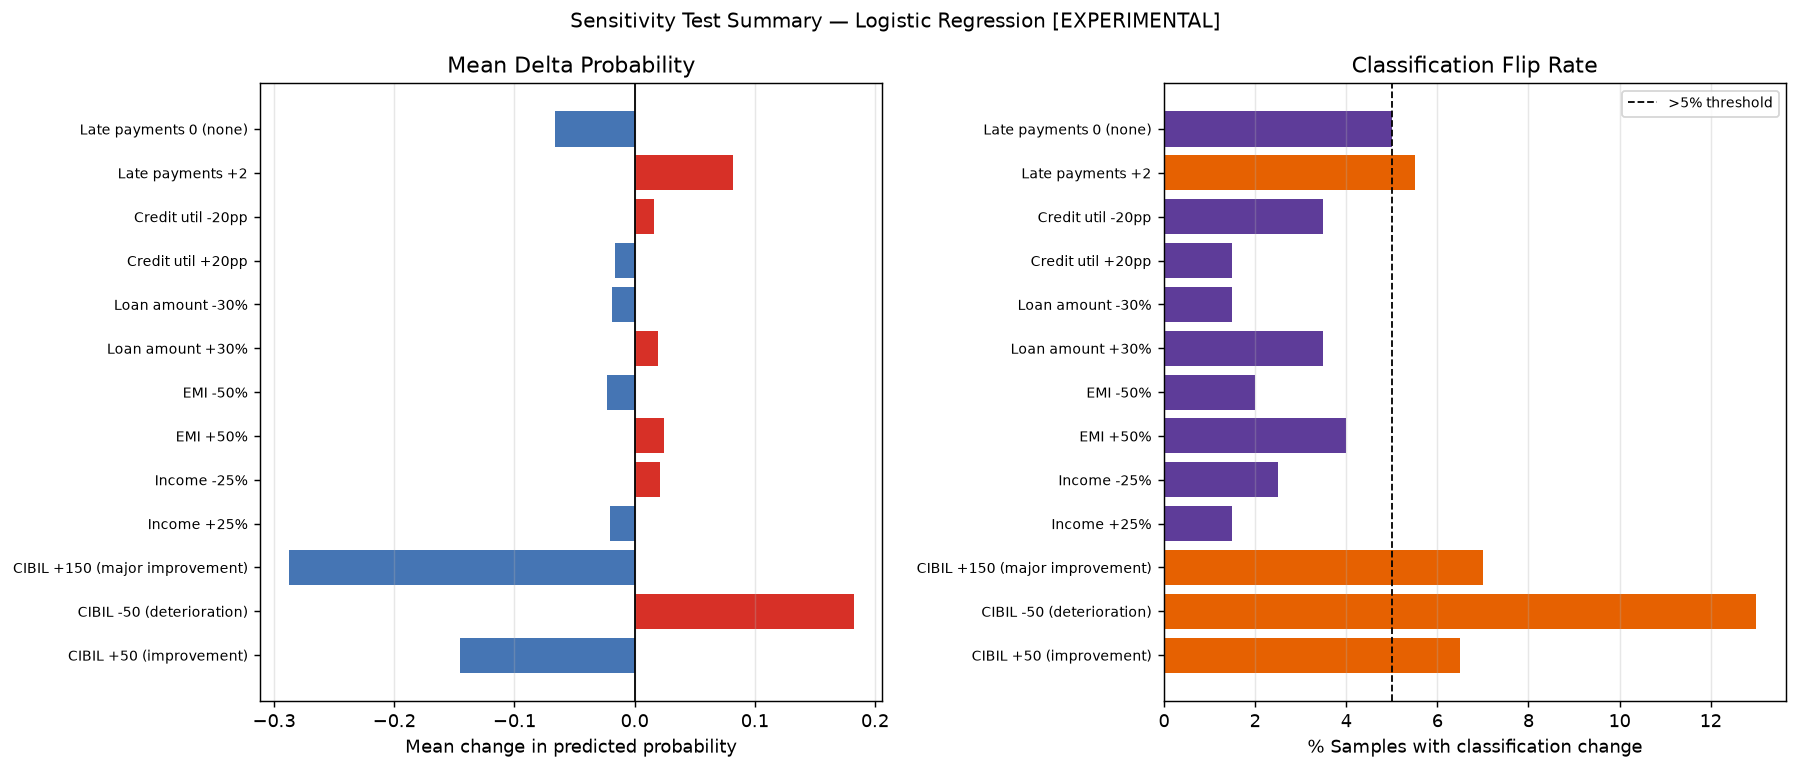 Sensitivity Test Summary — Logistic Regression [EXPERIMENTAL]
Mean Delta Probability
Late payments 0 (none)
Late payments +2
Credit util -20pp
Credit util +20pp
Loan amount -30%
Loan amount +30%
EMI -50%
EMI +50%
Income -25%
Income +25%
CIBIL +150 (major improvement)
CIBIL -50 (deterioration)
CIBIL +50 (improvement)
−0.3 −0.2 −0.1 0.0 0.1 0.2
Mean change in predicted probability
Classification Flip Rate
>5% threshold
Late payments 0 (none)
Late payments +2
Credit util -20pp
Credit util +20pp
Loan amount -30%
Loan amount +30%
EMI -50%
EMI +50%
Income -25%
Income +25%
CIBIL +150 (major improvement)
CIBIL -50 (deterioration)
CIBIL +50 (improvement)
0 2 4 6 8 10 12
% Samples with classification change